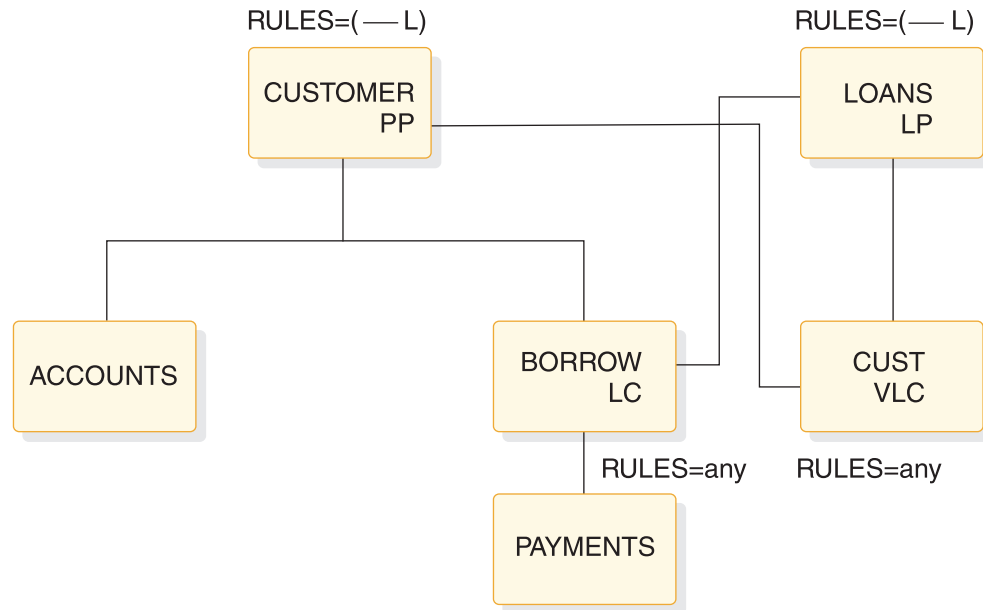 RULES=( — L)
RULES=( — L)
CUSTOMER
PP
LOANS
LP
ACCOUNTS
BORROW
LC
CUST
VLC
RULES=any
RULES=any
PAYMENTS